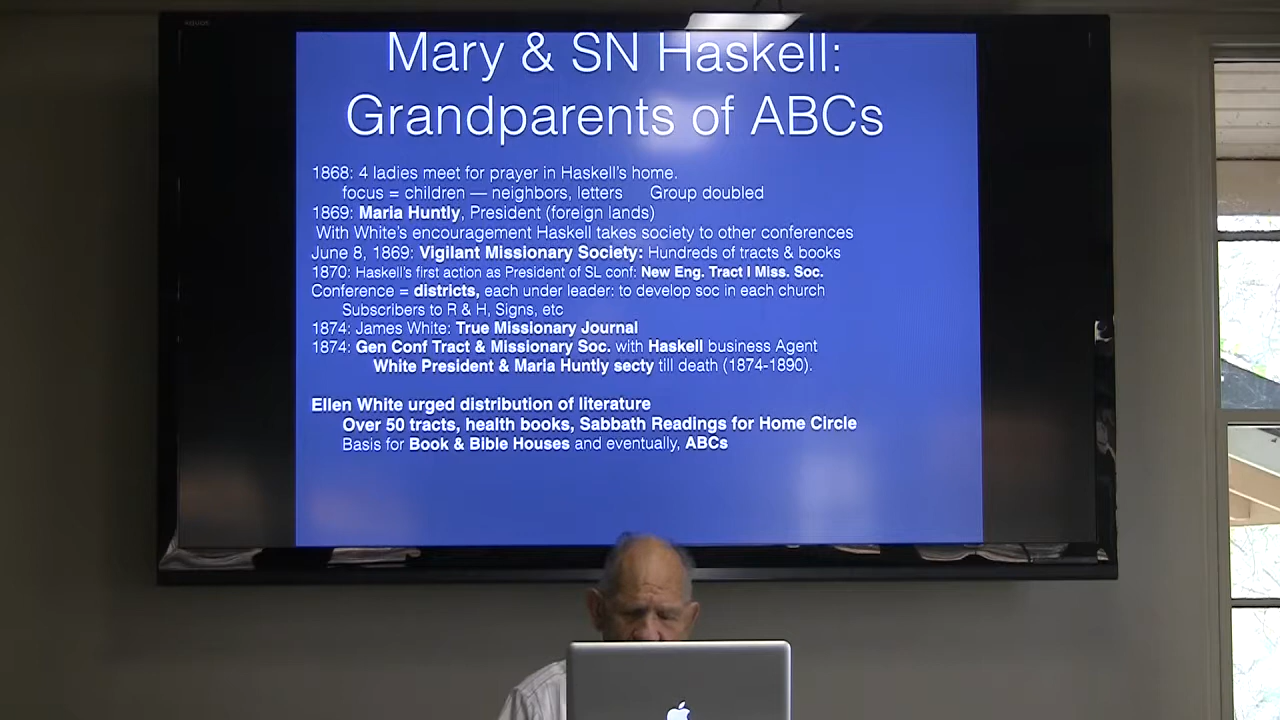 Mary & SN Haskell:
Grandparents of ABCs
1868: 4 ladies meet for prayer in Haskell's home.
focus = children — neighbors, letters Group doubled
1869: Maria Huntly, President (foreign lands)
With White's encouragement Haskell takes society to other conferences
June 8, 1869: Vigilant Missionary Society: Hundreds of tracts & books
1870: Haskell's first action as President of SL conf: New Eng. Tract I Miss. Soc.
Conference = districts, each under leader: to develop soc in each church
Subscribers to R & H, Signs, etc
1874: James White: True Missionary Journal
1874: Gen Conf Tract & Missionary Soc. with Haskell business Agent
White President & Maria Huntly secty till death (1874-1890).
Ellen White urged distribution of literature
Over 50 tracts, health books, Sabbath Readings for Home Circle
Basis for Book & Bible Houses and eventually, ABCs